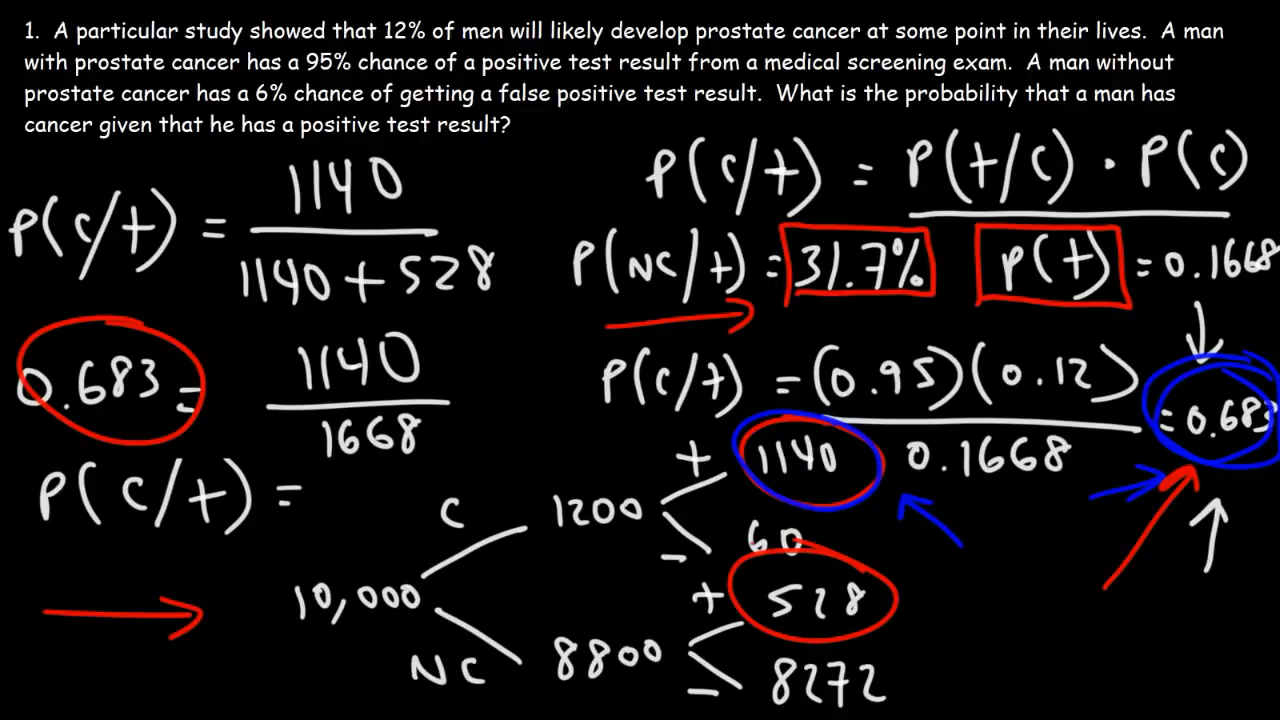 1. A particular study showed that 12% of men will likely develop prostate cancer at some point in their lives. A man
with prostate cancer has a 95% chance of a positive test result from a medical screening exam. A man without
prostate cancer has a 6% chance of getting a false positive test result. What is the probability that a man has
cancer given that he has a positive test result?
P(C/+) = 1140
1140 + 528
0.683 = 1140
1668
P(C/+) =
P(C/+) = P(+/C) · P(C)
P(NC/+) = 31.7% P(+) = 0.1668
P(C/+) = (0.95)(0.12) = 0.683
0.1668
+ 1140
C 1200
- 60
10,000
+ 528
NC 8800
- 8272